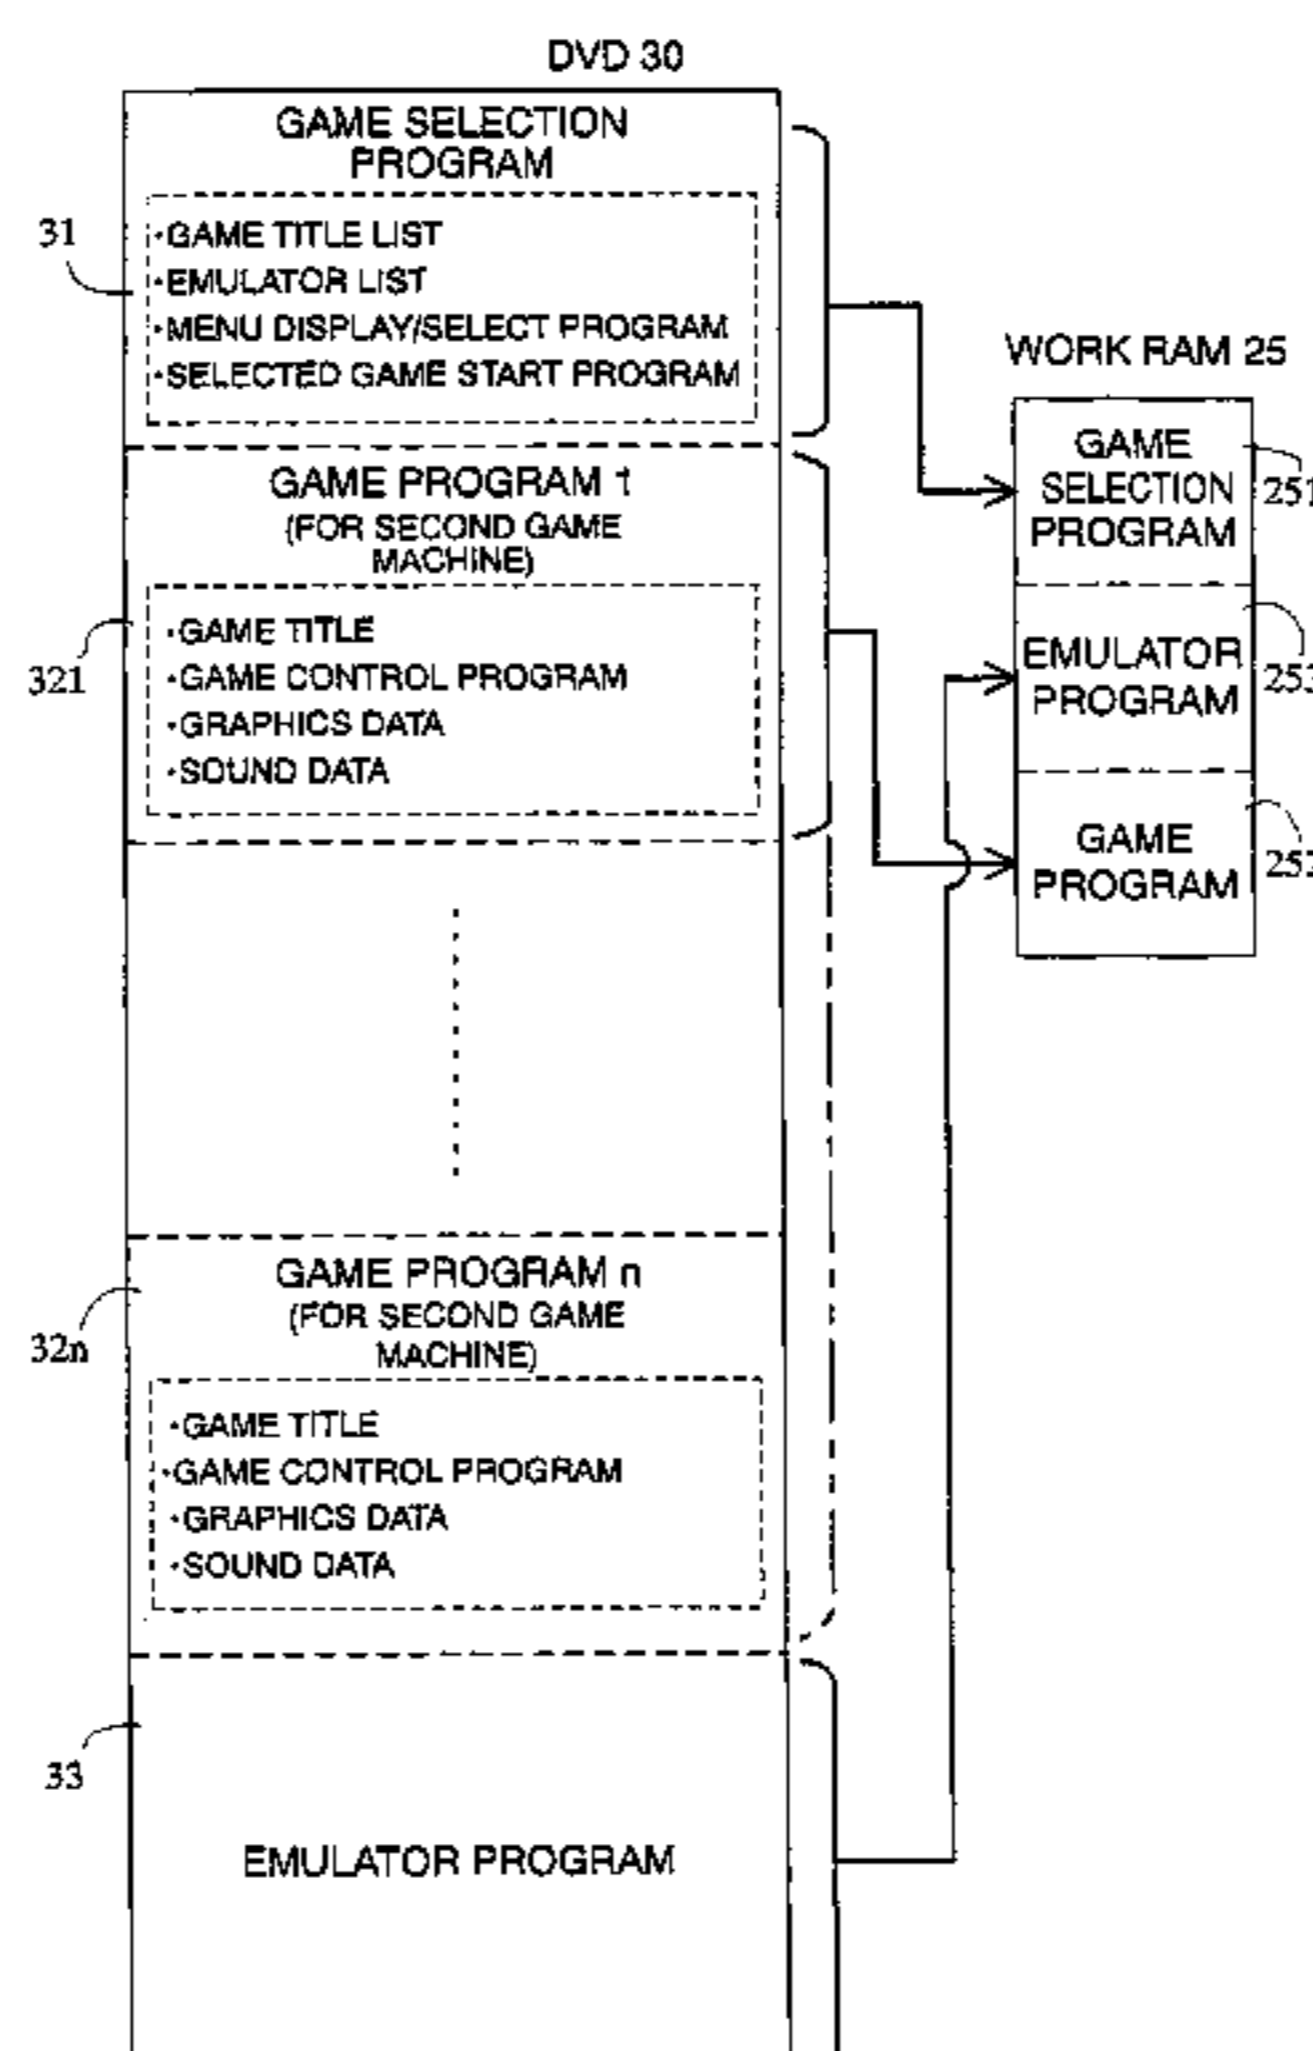 DVD 30
GAME SELECTION
PROGRAM
31
·GAME TITLE LIST
·EMULATOR LIST
·MENU DISPLAY/SELECT PROGRAM
·SELECTED GAME START PROGRAM
GAME PROGRAM 1
(FOR SECOND GAME
MACHINE)
321
·GAME TITLE
·GAME CONTROL PROGRAM
·GRAPHICS DATA
·SOUND DATA
GAME PROGRAM n
(FOR SECOND GAME
MACHINE)
32n
·GAME TITLE
·GAME CONTROL PROGRAM
·GRAPHICS DATA
·SOUND DATA
33
EMULATOR PROGRAM
WORK RAM 25
GAME
SELECTION
PROGRAM
251
EMULATOR
PROGRAM
253
GAME
PROGRAM
252